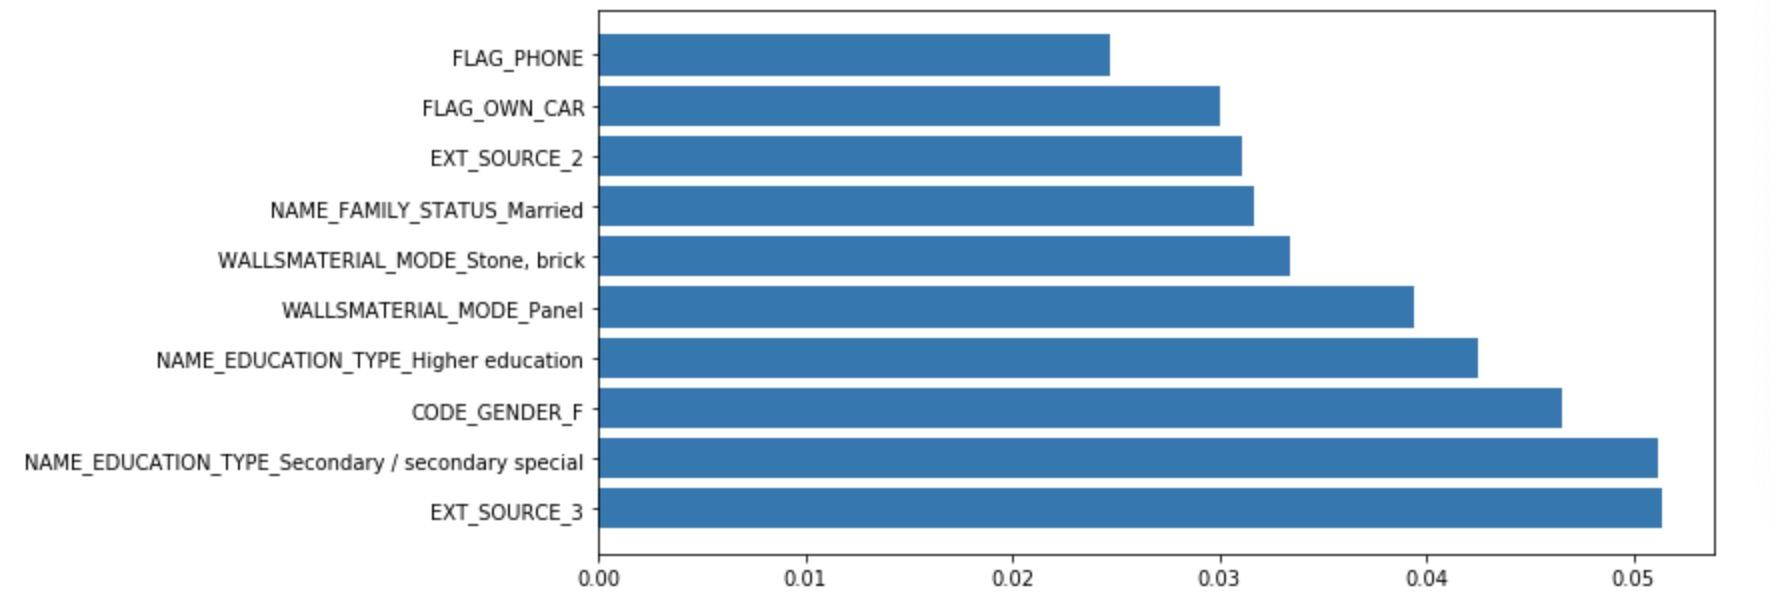 FLAG_PHONE
FLAG_OWN_CAR
EXT_SOURCE_2
NAME_FAMILY_STATUS_Married
WALLSMATERIAL_MODE_Stone, brick
WALLSMATERIAL_MODE_Panel
NAME_EDUCATION_TYPE_Higher education
CODE_GENDER_F
NAME_EDUCATION_TYPE_Secondary / secondary special
EXT_SOURCE_3
0.00 0.01 0.02 0.03 0.04 0.05